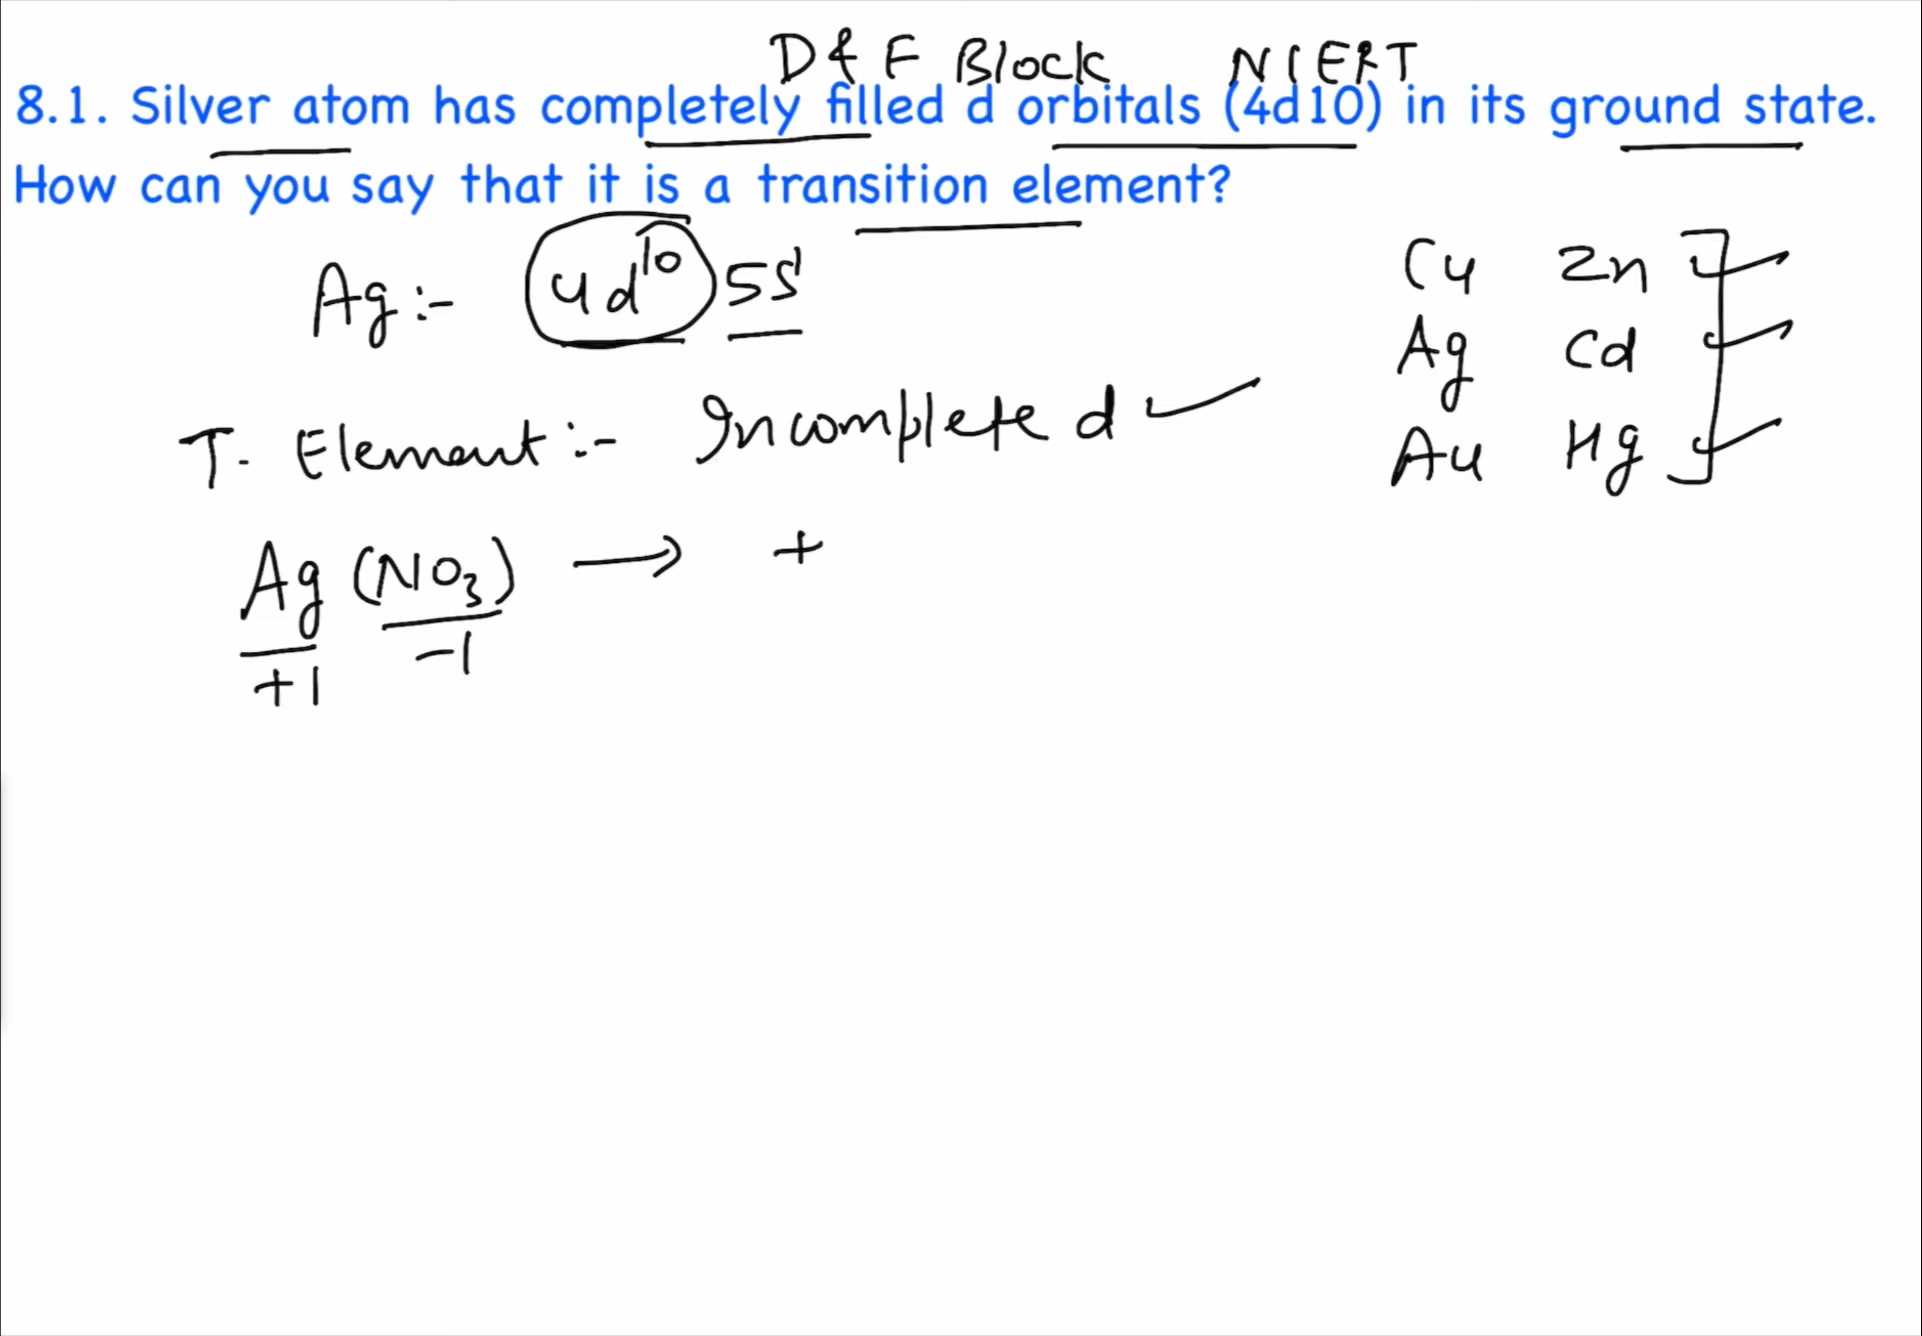 D & F Block NCERT
8.1. Silver atom has completely filled d orbitals (4d10) in its ground state.
How can you say that it is a transition element?
Ag :- 4d¹⁰ 5s¹
Cu Zn
Ag Cd
Au Hg
T. Element :- Incomplete d ✓
Ag (NO₃) → +
+1 -1